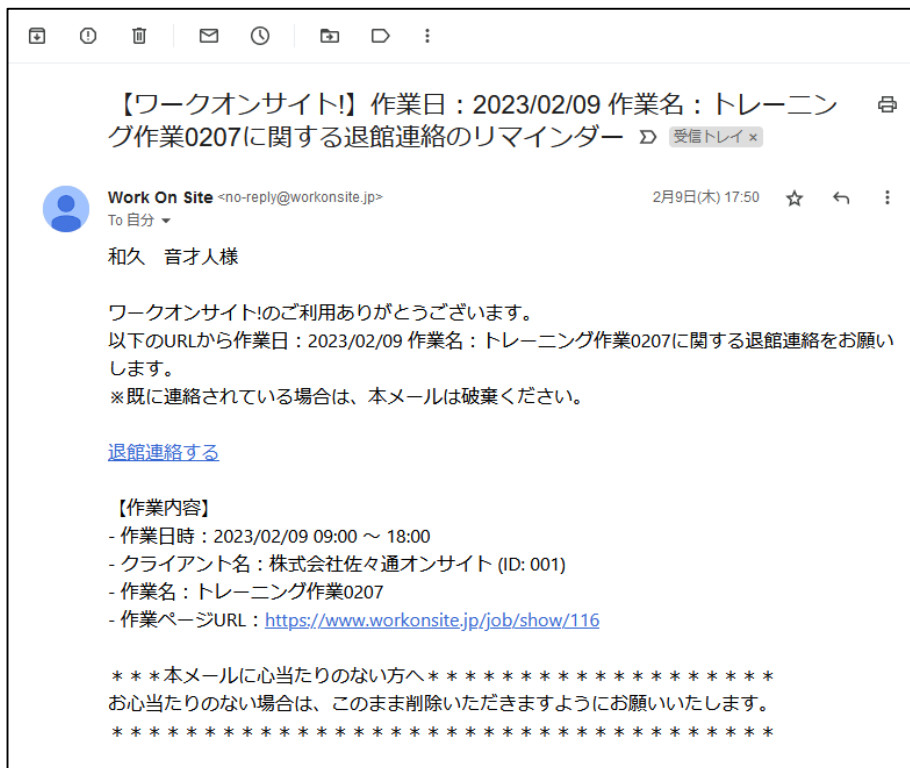 【ワークオンサイト!】作業日：2023/02/09 作業名：トレーニン
グ作業0207に関する退館連絡のリマインダー 受信トレイ ×
Work On Site <no-reply@workonsite.jp> 2月9日(木) 17:50
To 自分
和久　音才人様
ワークオンサイト!のご利用ありがとうございます。
以下のURLから作業日：2023/02/09 作業名：トレーニング作業0207に関する退館連絡をお願い
します。
※既に連絡されている場合は、本メールは破棄ください。
退館連絡する
【作業内容】
- 作業日時：2023/02/09 09:00 ～ 18:00
- クライアント名：株式会社佐々通オンサイト (ID: 001)
- 作業名：トレーニング作業0207
- 作業ページURL：https://www.workonsite.jp/job/show/116
＊＊＊本メールに心当たりのない方へ＊＊＊＊＊＊＊＊＊＊＊＊＊＊＊＊＊＊＊
お心当たりのない場合は、このまま削除いただきますようにお願いいたします。
＊＊＊＊＊＊＊＊＊＊＊＊＊＊＊＊＊＊＊＊＊＊＊＊＊＊＊＊＊＊＊＊＊＊＊＊